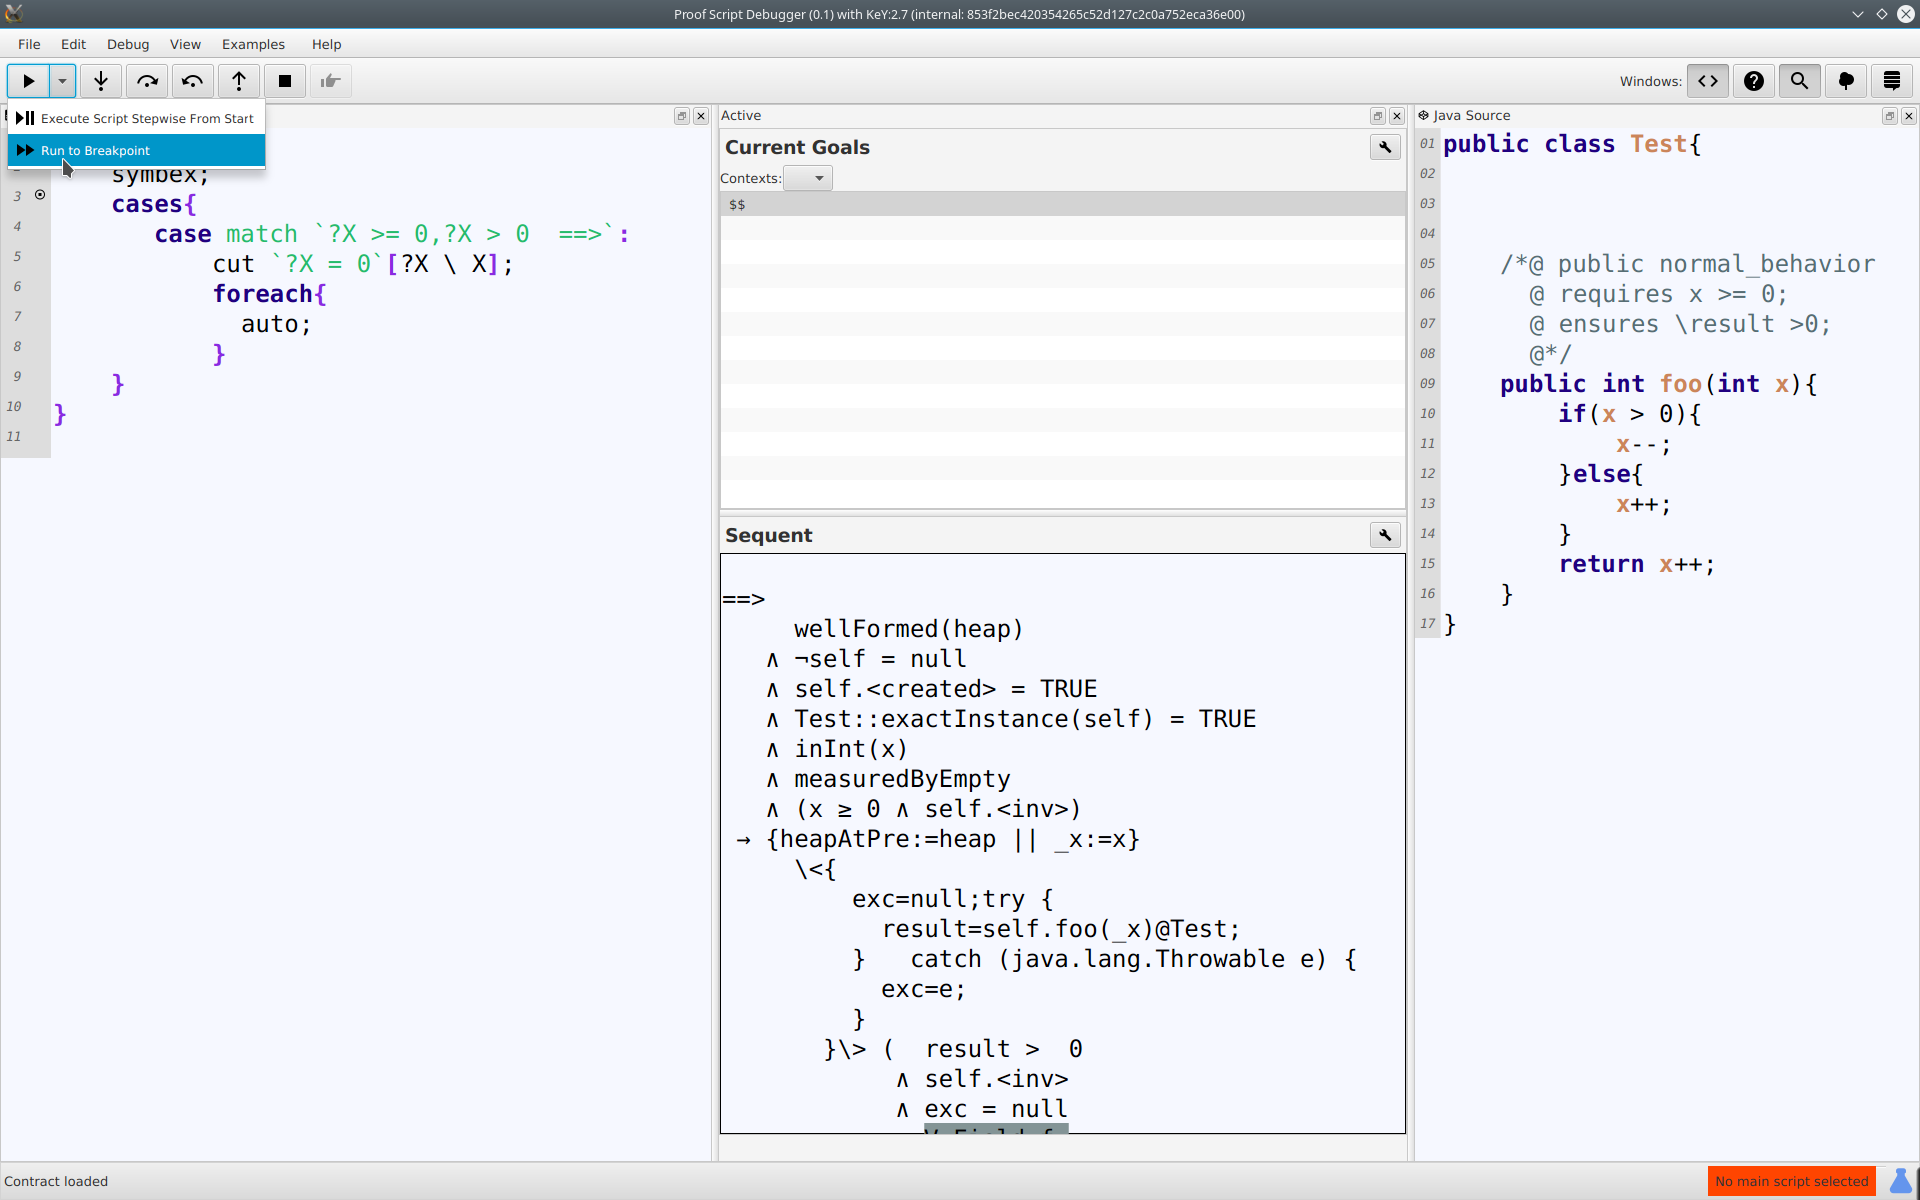 Proof Script Debugger (0.1) with KeY:2.7 (internal: 853f2bec420354265c52d127c2c0a752eca36e00)
File Edit Debug View Examples Help
Windows:
Execute Script Stepwise From Start
Run to Breakpoint
symbex;
3 cases{
4 case match `?X >= 0,?X > 0 ==>`:
5 cut `?X = 0`[?X \ X];
6 foreach{
7 auto;
8 }
9 }
10 }
11
Active
Current Goals
Contexts:
$$
Sequent
==>
wellFormed(heap)
∧ ¬self = null
∧ self.<created> = TRUE
∧ Test::exactInstance(self) = TRUE
∧ inInt(x)
∧ measuredByEmpty
∧ (x ≥ 0 ∧ self.<inv>)
→ {heapAtPre:=heap || _x:=x}
\<{
exc=null;try {
result=self.foo(_x)@Test;
} catch (java.lang.Throwable e) {
exc=e;
}
}\> ( result > 0
∧ self.<inv>
∧ exc = null
Java Source
01 public class Test{
02
03
04
05 /*@ public normal_behavior
06 @ requires x >= 0;
07 @ ensures \result >0;
08 @*/
09 public int foo(int x){
10 if(x > 0){
11 x--;
12 }else{
13 x++;
14 }
15 return x++;
16 }
17 }
Contract loaded
No main script selected